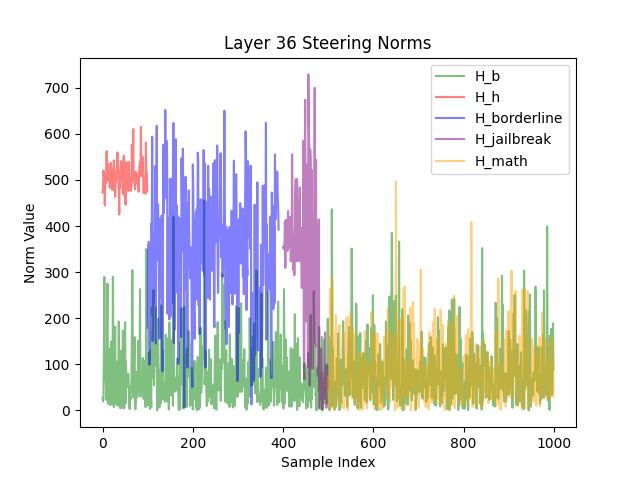 Layer 36 Steering Norms
H_b
H_h
H_borderline
H_jailbreak
H_math
Norm Value
700
600
500
400
300
200
100
0
0 200 400 600 800 1000
Sample Index